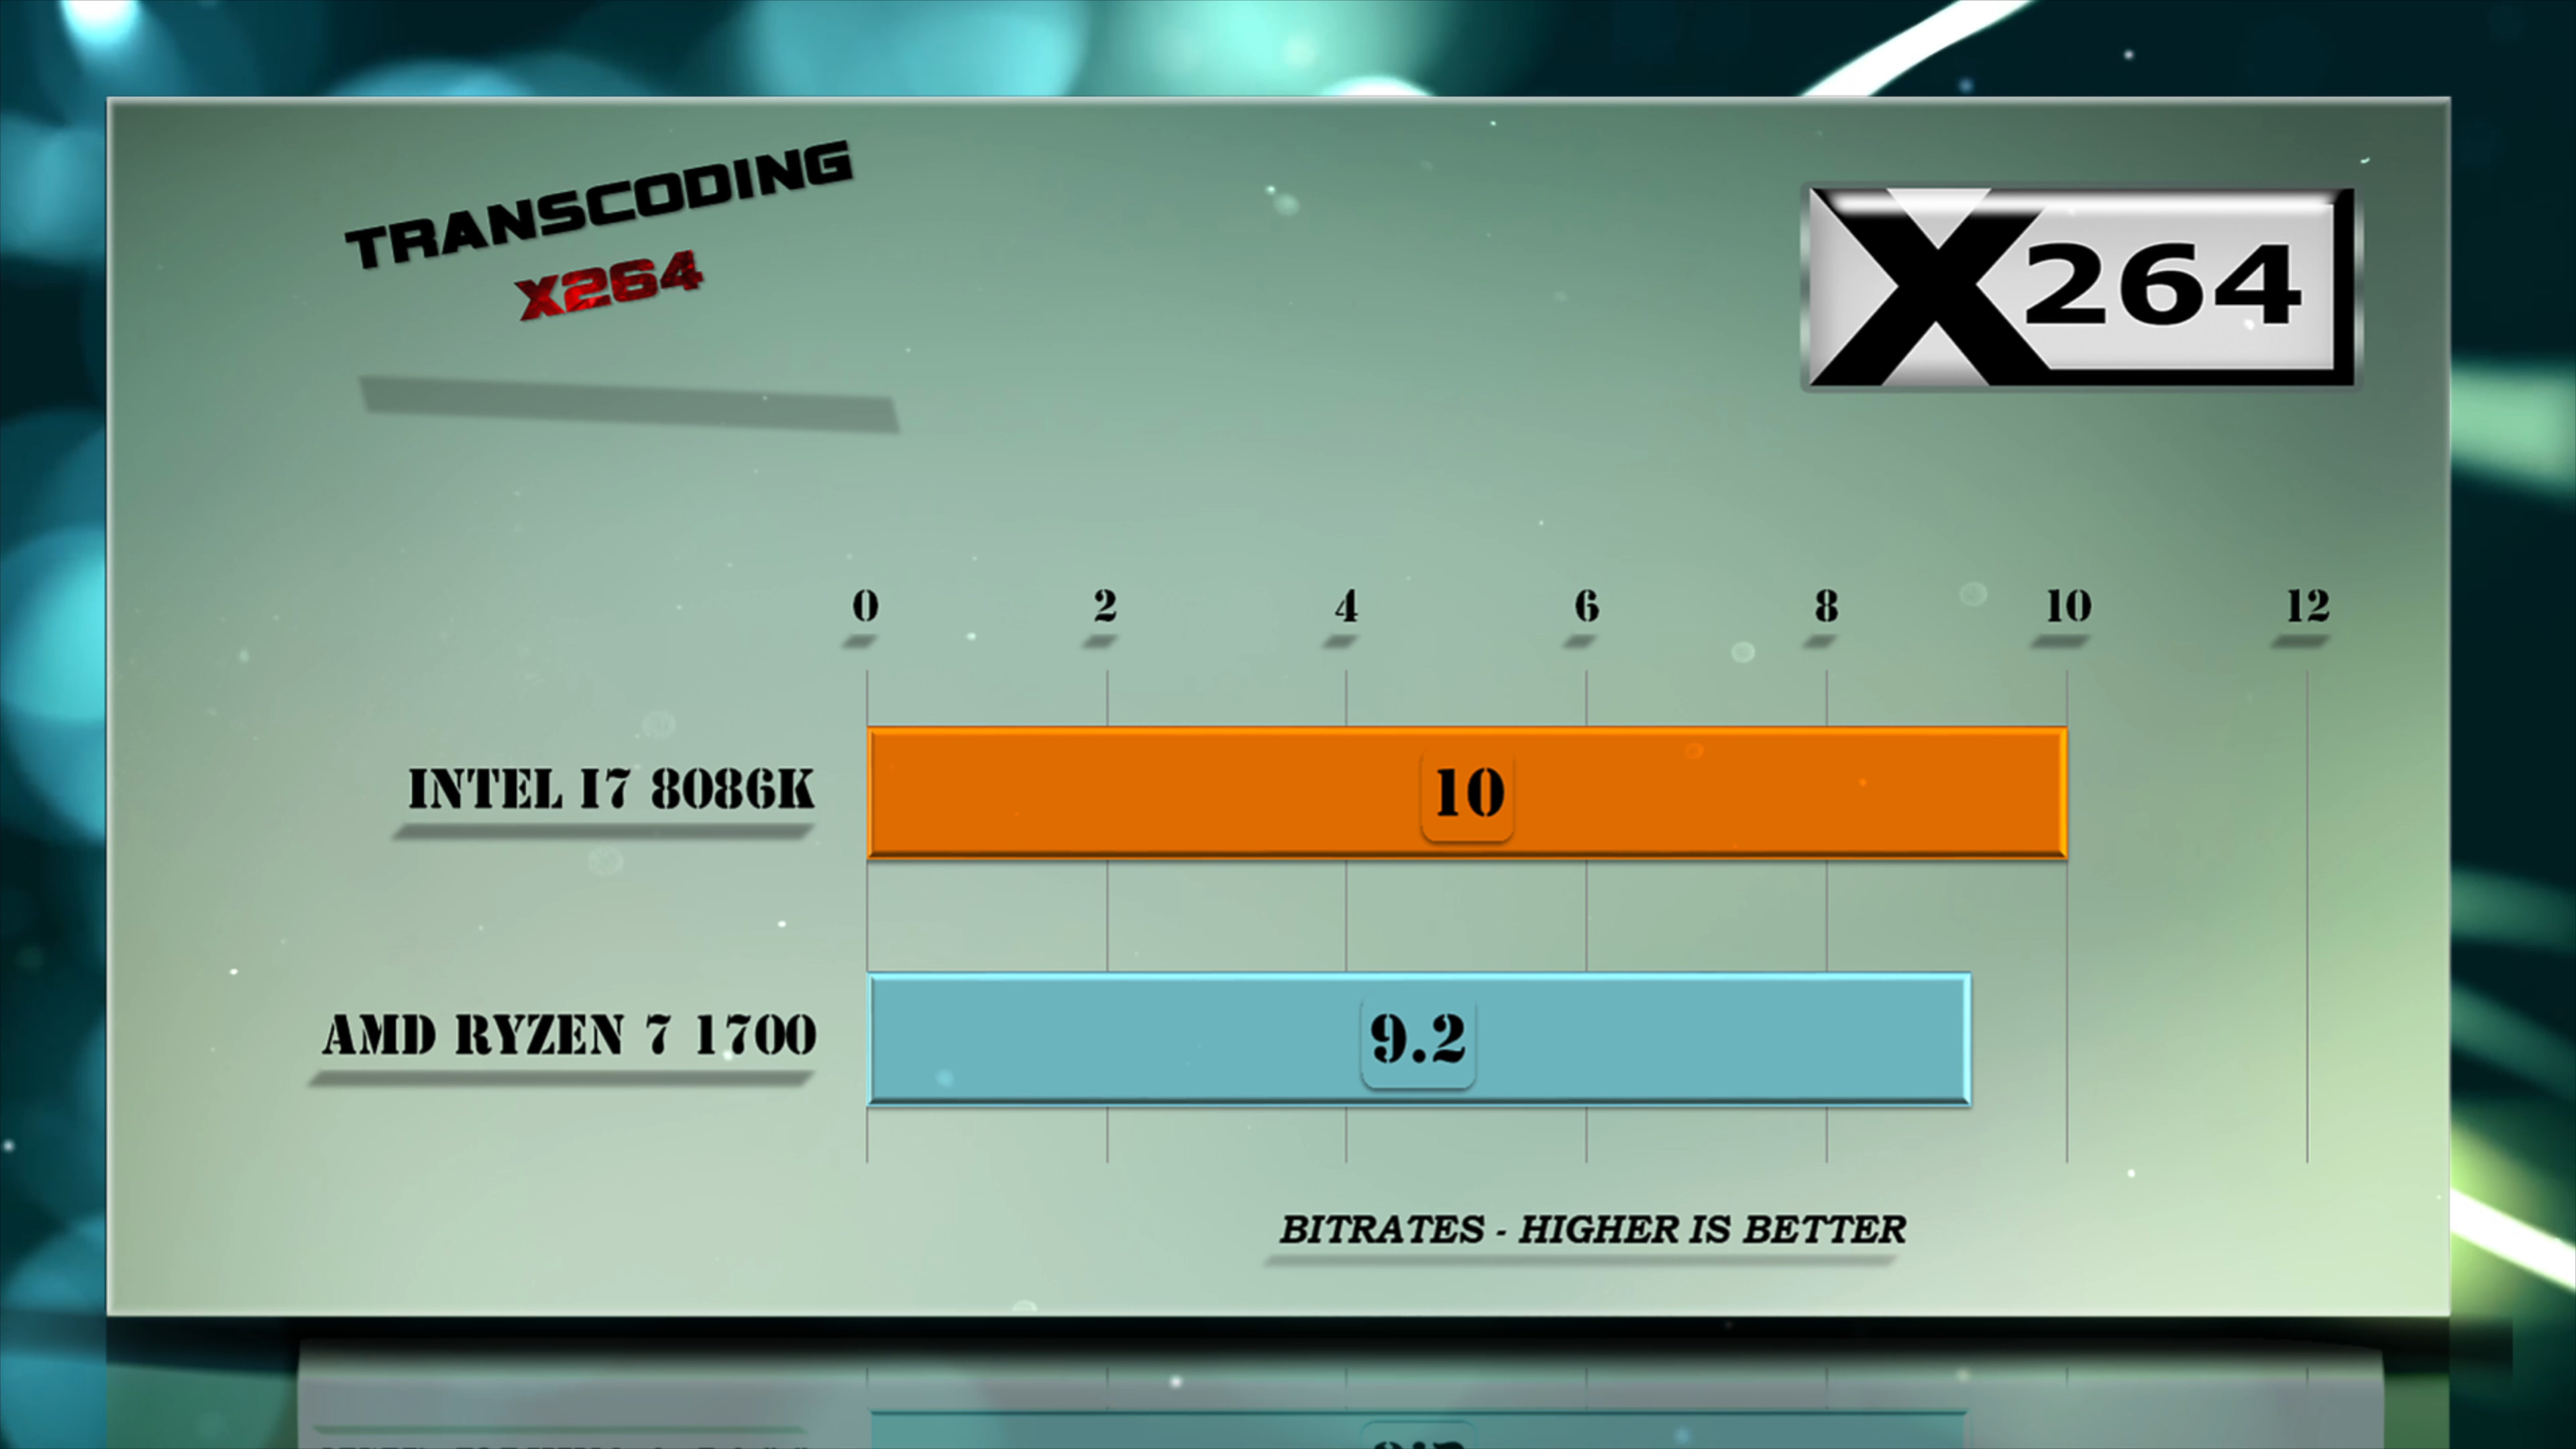 TRANSCODING
X264
X264
0 2 4 6 8 10 12
INTEL I7 8086K
10
AMD RYZEN 7 1700
9.2
BITRATES - HIGHER IS BETTER